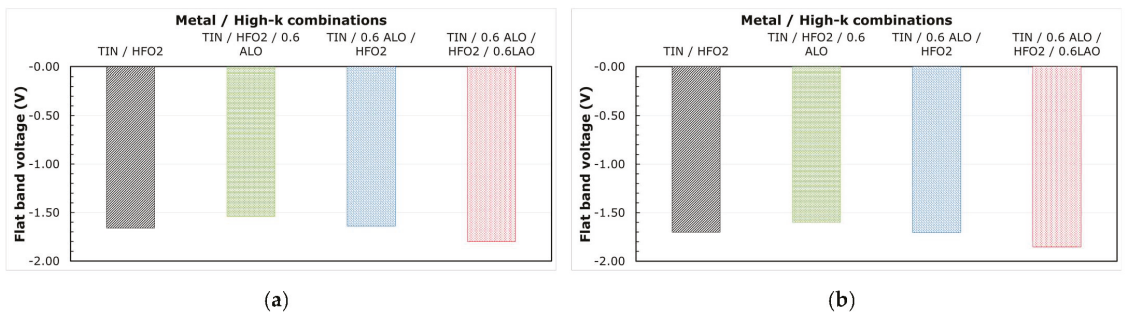 Metal / High-k combinations
TIN / HFO2
TIN / HFO2 / 0.6
ALO
TIN / 0.6 ALO /
HFO2
TIN / 0.6 ALO /
HFO2 / 0.6LAO
Flat band voltage (V)
-0.00
-0.50
-1.00
-1.50
-2.00
(a)
Metal / High-k combinations
TIN / HFO2
TIN / HFO2 / 0.6
ALO
TIN / 0.6 ALO /
HFO2
TIN / 0.6 ALO /
HFO2 / 0.6LAO
Flat band voltage (V)
-0.00
-0.50
-1.00
-1.50
-2.00
(b)